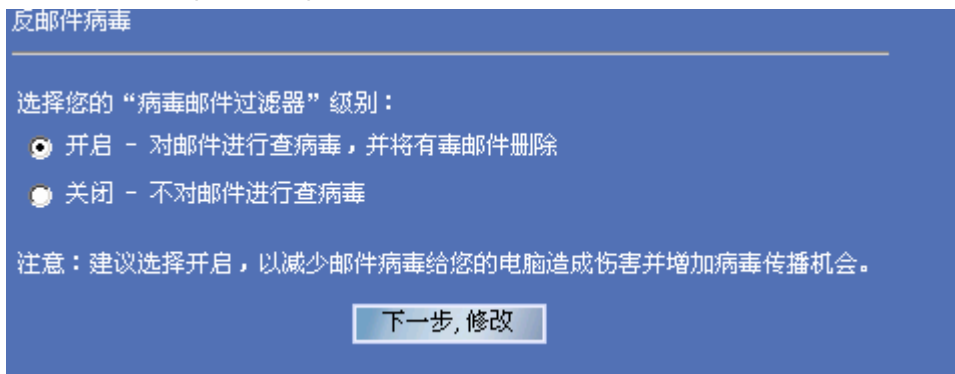 反邮件病毒
选择您的“病毒邮件过滤器”级别：
开启 - 对邮件进行查病毒，并将有毒邮件删除
关闭 - 不对邮件进行查病毒
注意：建议选择开启，以减少邮件病毒给您的电脑造成伤害并增加病毒传播机会。
下一步, 修改